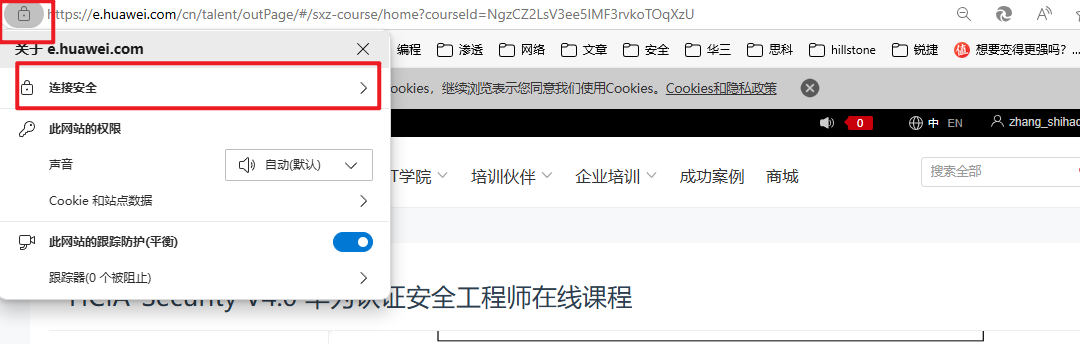 https://e.huawei.com/cn/talent/outPage/#/sxz-course/home?courseId=NgzCZ2LsV3ee5IMF3rvkoTOqXzU
关于 e.huawei.com
编程 渗透 网络 文章 安全 华三 思科 hillstone 锐捷 值 想要变得更强吗？...
连接安全
ookies，继续浏览表示您同意我们使用Cookies。Cookies和隐私政策
此网站的权限
0 中 EN zhang_shihao
声音 自动(默认)
T学院 培训伙伴 企业培训 成功案例 商城 搜索全部
Cookie 和站点数据
此网站的跟踪防护(平衡)
跟踪器(0 个被阻止)
HCIA-Security V4.0 华为认证安全工程师在线课程